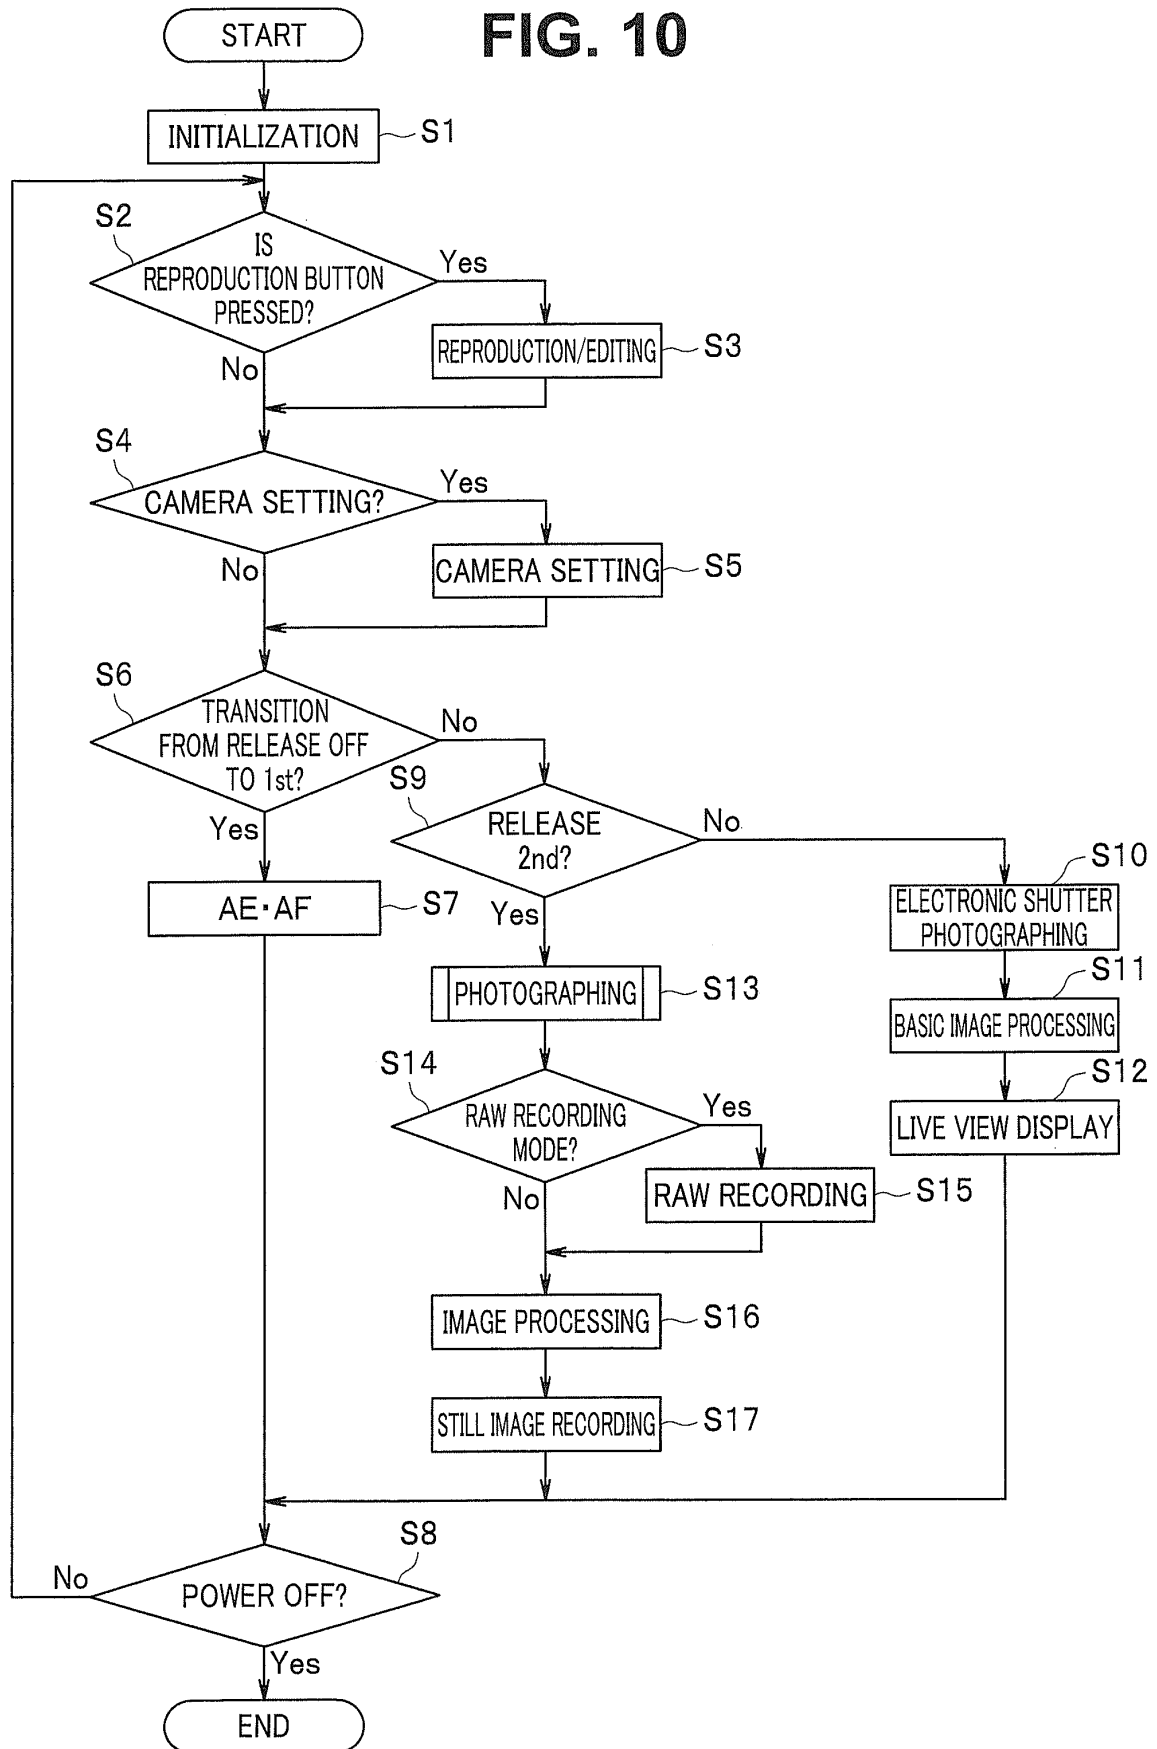 START
FIG. 10
INITIALIZATION
S1
S2
IS
REPRODUCTION BUTTON
PRESSED?
Yes
No
REPRODUCTION/EDITING
S3
S4
CAMERA SETTING?
Yes
No
CAMERA SETTING
S5
S6
TRANSITION
FROM RELEASE OFF
TO 1st?
No
Yes
S9
RELEASE
2nd?
No
Yes
AE·AF
S7
S10
ELECTRONIC SHUTTER
PHOTOGRAPHING
S11
BASIC IMAGE PROCESSING
S12
LIVE VIEW DISPLAY
PHOTOGRAPHING
S13
S14
RAW RECORDING
MODE?
Yes
No
RAW RECORDING
S15
IMAGE PROCESSING
S16
STILL IMAGE RECORDING
S17
S8
POWER OFF?
No
Yes
END